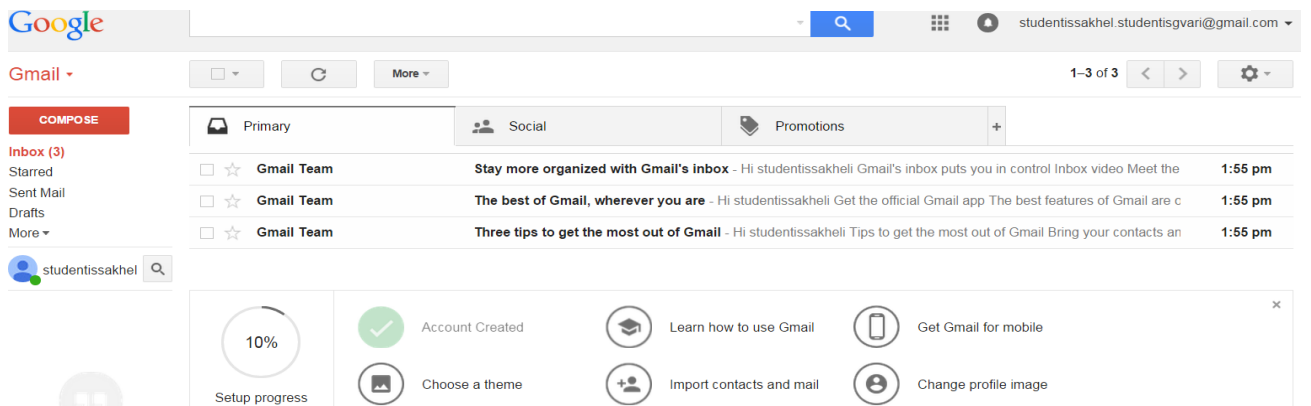 Google
studentissakhel.studentisgvari@gmail.com
Gmail
More
1–3 of 3
COMPOSE
Primary
Social
Promotions
+
Inbox (3)
Starred
Sent Mail
Drafts
More
studentissakhel
Gmail Team Stay more organized with Gmail's inbox - Hi studentissakheli Gmail's inbox puts you in control Inbox video Meet the 1:55 pm
Gmail Team The best of Gmail, wherever you are - Hi studentissakheli Get the official Gmail app The best features of Gmail are c 1:55 pm
Gmail Team Three tips to get the most out of Gmail - Hi studentissakheli Tips to get the most out of Gmail Bring your contacts an 1:55 pm
10%
Setup progress
Account Created
Learn how to use Gmail
Get Gmail for mobile
Choose a theme
Import contacts and mail
Change profile image